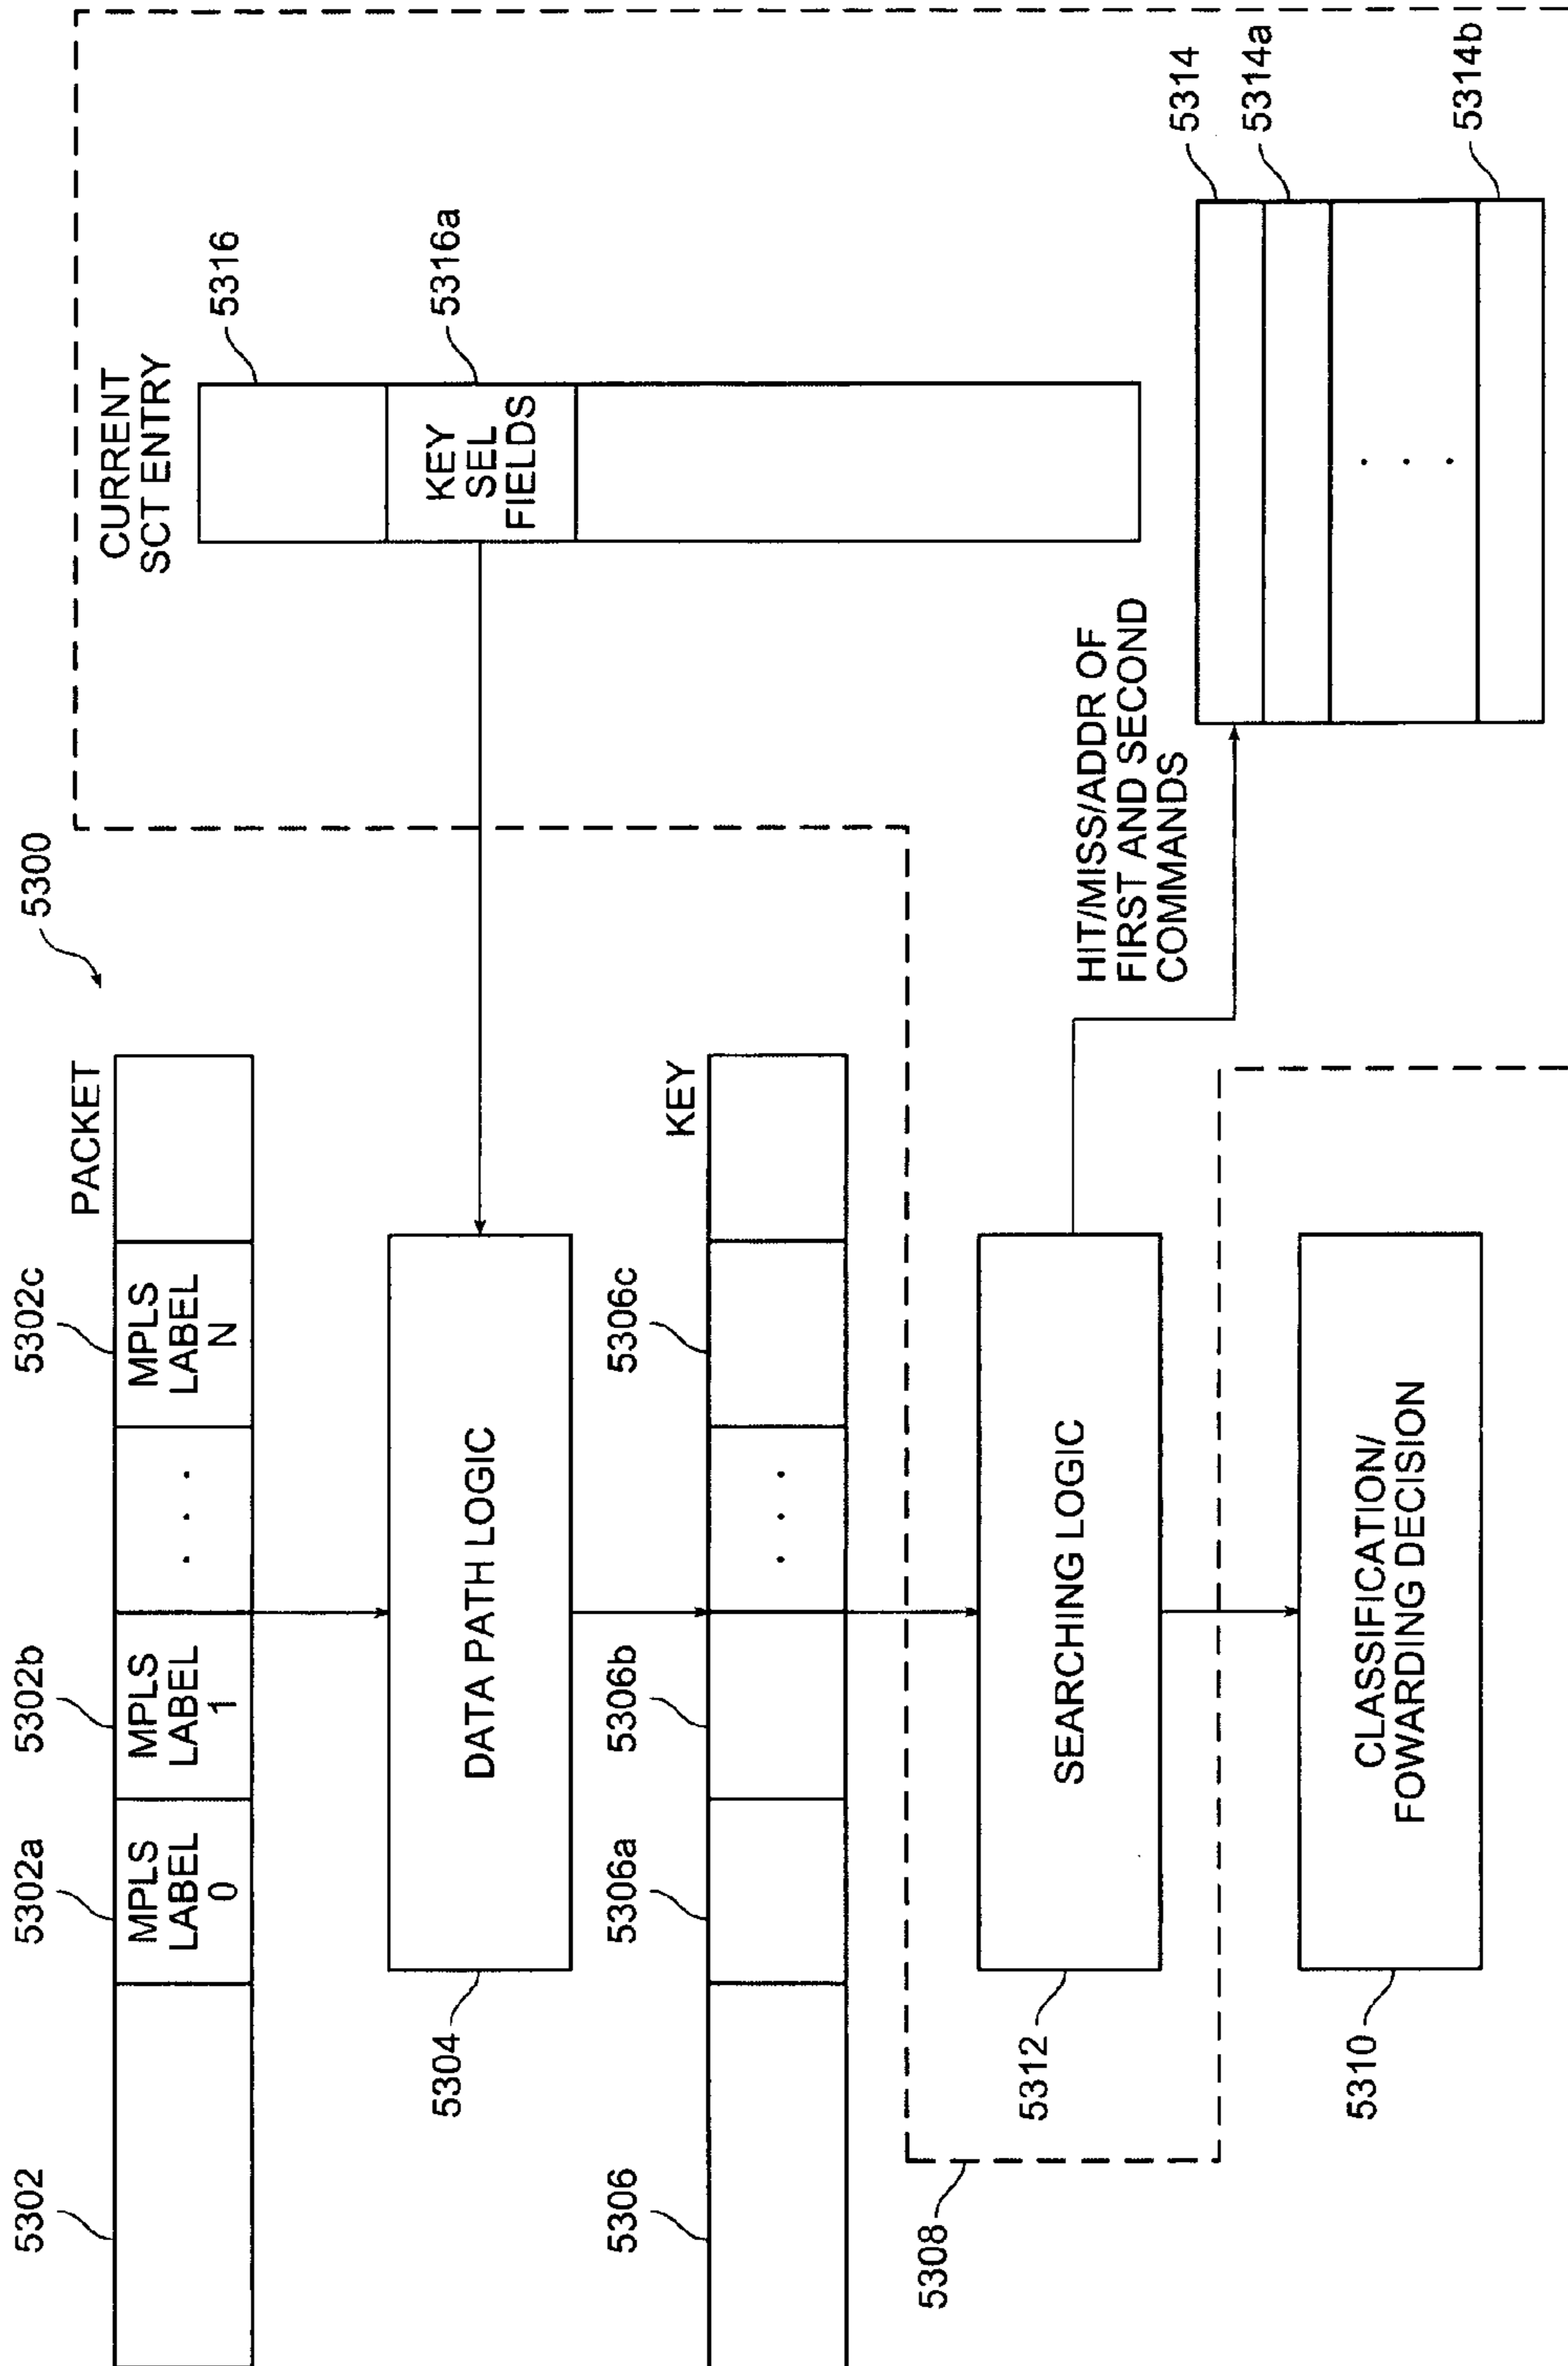 5300
5302
5302a
5302b
5302c
PACKET
MPLS
LABEL
0
MPLS
LABEL
1
. . .
MPLS
LABEL
N
CURRENT
SCT ENTRY
5316
KEY
SEL
FIELDS
5316a
DATA PATH LOGIC
5304
5306
5306a
5306b
5306c
KEY
. . .
5308
SEARCHING LOGIC
5312
HIT/MISS/ADDR OF
FIRST AND SECOND
COMMANDS
5314
5314a
. . .
5314b
CLASSIFICATION/
FOWARDING DECISION
5310